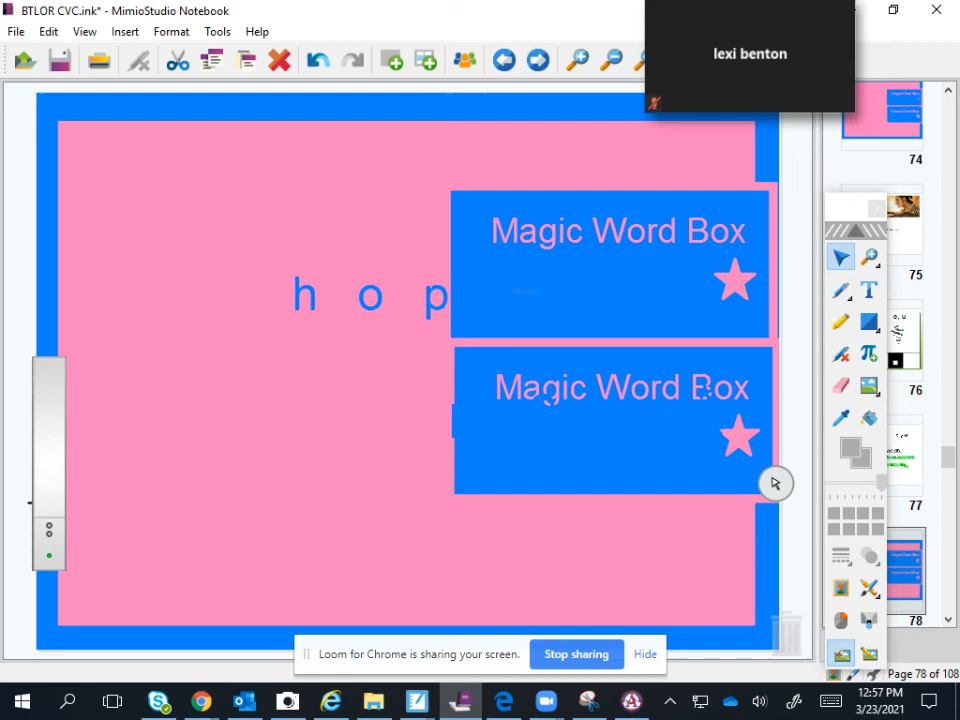 BTLOR CVC.ink* - MimioStudio Notebook
File Edit View Insert Format Tools Help
lexi benton
Magic Word Box
h o p
Magic Word Box
74
75
76
77
78
Loom for Chrome is sharing your screen. Stop sharing Hide
Page 78 of 108
12:57 PM
3/23/2021